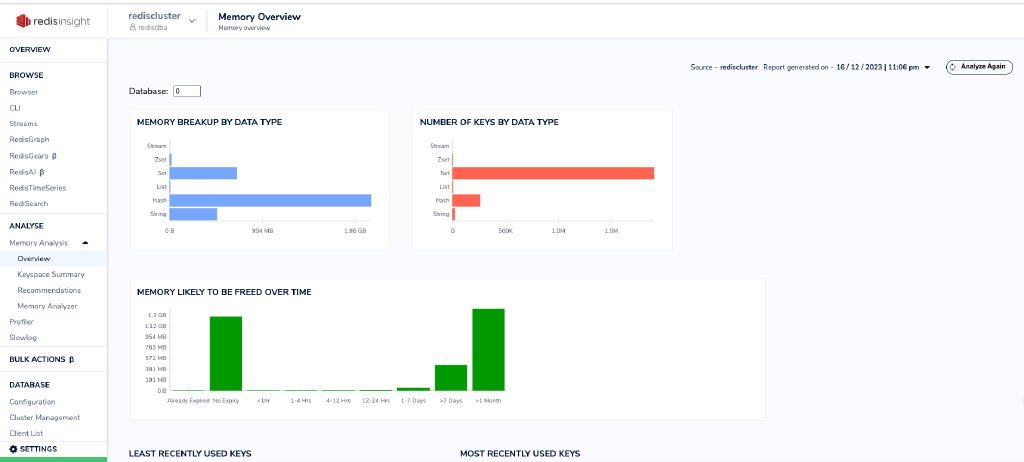 redisinsight
rediscluster
redisdba
Memory Overview
Memory overview
OVERVIEW
BROWSE
Browser
CLI
Streams
RedisGraph
RedisGears β
RedisAI β
RedisTimeSeries
RediSearch
ANALYSE
Memory Analysis
Overview
Keyspace Summary
Recommendations
Memory Analyzer
Profiler
Slowlog
BULK ACTIONS β
DATABASE
Configuration
Cluster Management
Client List
SETTINGS
Source - rediscluster Report generated on - 16 / 12 / 2023 | 11:06 pm
Analyze Again
Database: 0
MEMORY BREAKUP BY DATA TYPE
Stream
Zset
Set
List
Hash
String
0 B 954 MB 1.86 GB
NUMBER OF KEYS BY DATA TYPE
Stream
Zset
Set
List
Hash
String
0 500K 1.0M 1.5M
MEMORY LIKELY TO BE FREED OVER TIME
1.3 GB
1.12 GB
954 MB
763 MB
572 MB
381 MB
191 MB
0 B
Already Expired No Expiry <1hr 1-4 Hrs 4-12 Hrs 12-24 Hrs 1-7 Days >7 Days >1 Month
LEAST RECENTLY USED KEYS
MOST RECENTLY USED KEYS